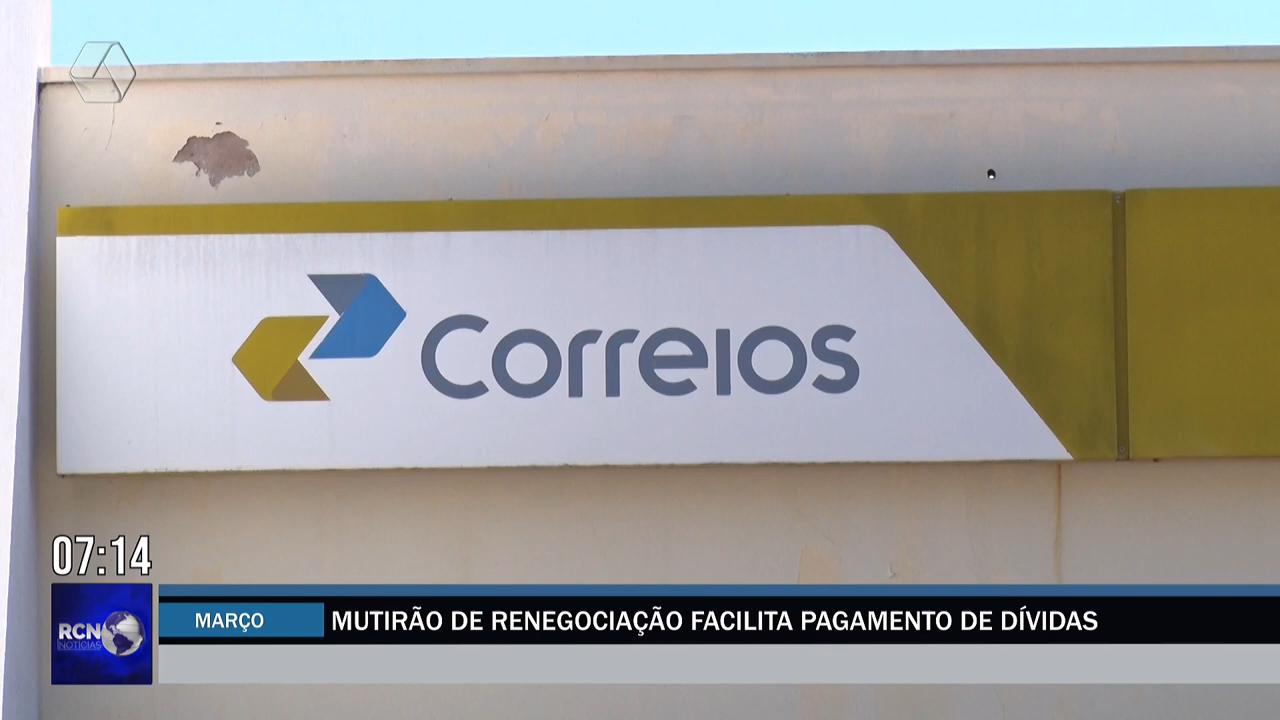 Correios
07:14
MARÇO
MUTIRÃO DE RENEGOCIAÇÃO FACILITA PAGAMENTO DE DÍVIDAS
RCN
NOTÍCIAS